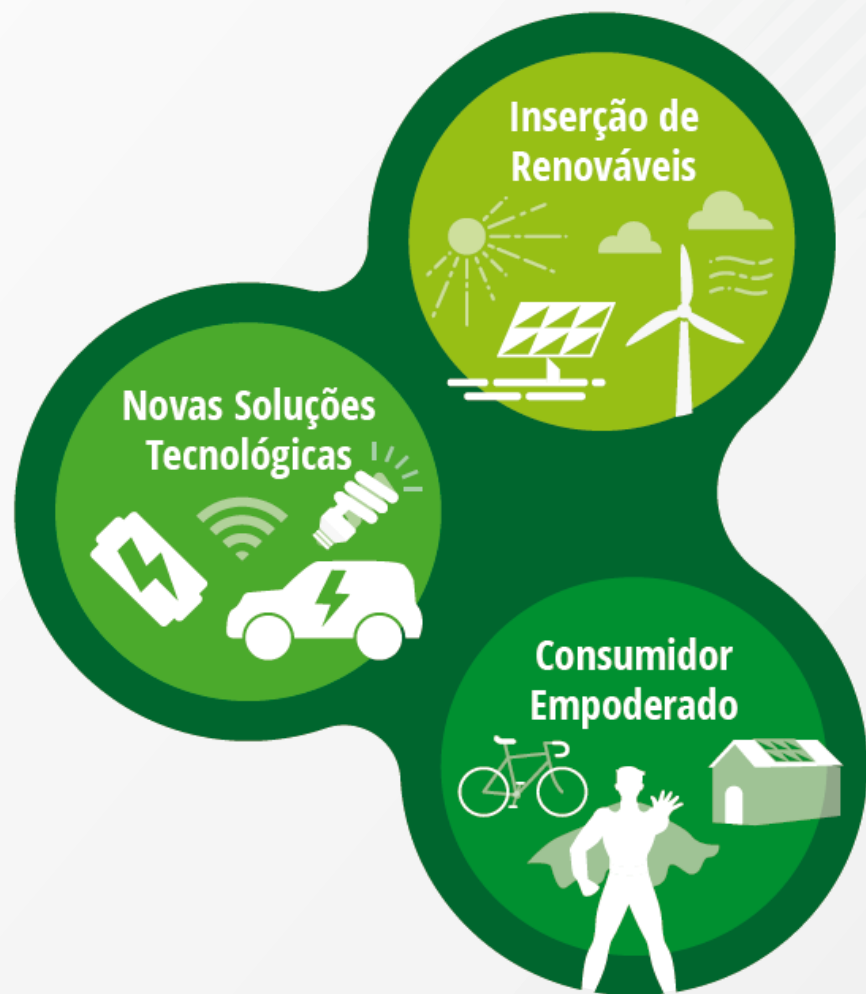 Inserção de
Renováveis
Novas Soluções
Tecnológicas
Consumidor
Empoderado